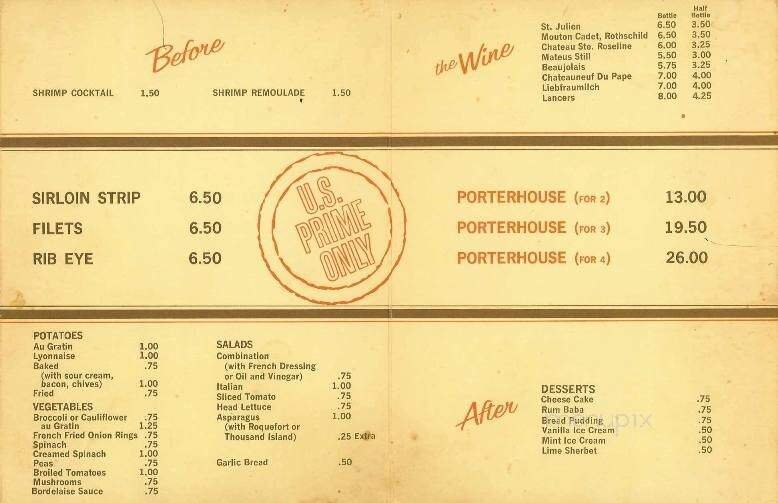 Before
SHRIMP COCKTAIL 1.50 SHRIMP REMOULADE 1.50
the Wine
Bottle Half Bottle
St. Julien 6.50 3.50
Mouton Cadet, Rothschild 6.50 3.50
Chateau Ste. Roseline 6.00 3.25
Mateus Still 5.50 3.00
Beaujolais 5.75 3.25
Chateauneuf Du Pape 7.00 4.00
Liebfraumilch 7.00 4.00
Lancers 8.00 4.25
SIRLOIN STRIP 6.50
FILETS 6.50
RIB EYE 6.50
U.S.
PRIME
ONLY
PORTERHOUSE (FOR 2) 13.00
PORTERHOUSE (FOR 3) 19.50
PORTERHOUSE (FOR 4) 26.00
POTATOES
Au Gratin 1.00
Lyonnaise 1.00
Baked .75
(with sour cream,
bacon, chives) 1.00
Fried .75
VEGETABLES
Broccoli or Cauliflower .75
au Gratin 1.25
French Fried Onion Rings .75
Spinach .75
Creamed Spinach 1.00
Peas .75
Broiled Tomatoes 1.00
Mushrooms .75
Bordelaise Sauce .75
SALADS
Combination
(with French Dressing
or Oil and Vinegar) .75
Italian 1.00
Sliced Tomato .75
Head Lettuce .75
Asparagus 1.00
(with Roquefort or
Thousand Island) .25 Extra
Garlic Bread .50
After
DESSERTS
Cheese Cake .75
Rum Baba .75
Bread Pudding .75
Vanilla Ice Cream .50
Mint Ice Cream .50
Lime Sherbet .50